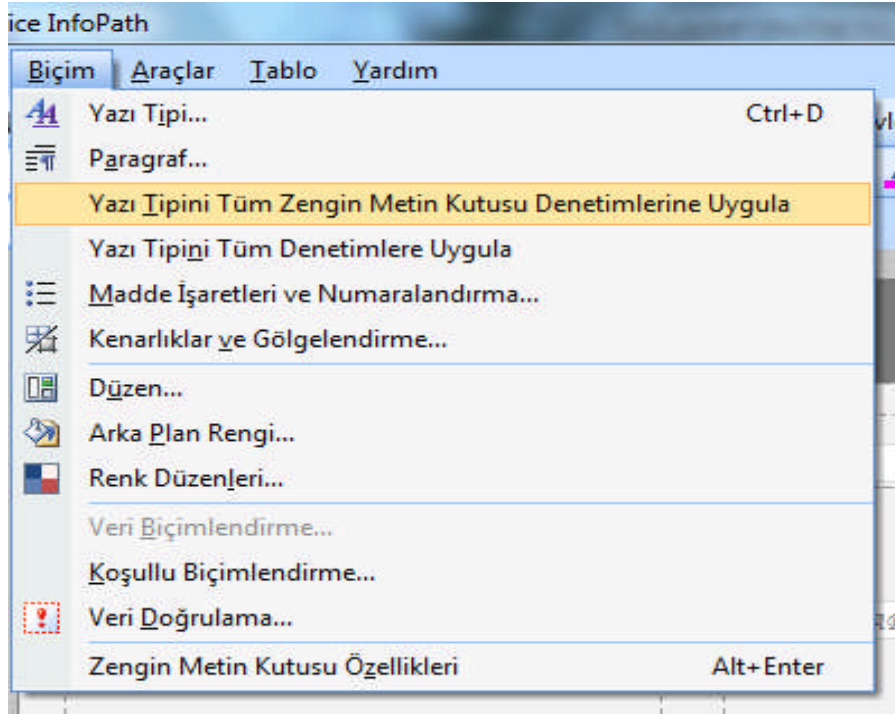 ice InfoPath
Biçim Araçlar Tablo Yardım
Yazı Tipi... Ctrl+D
Paragraf...
Yazı Tipini Tüm Zengin Metin Kutusu Denetimlerine Uygula
Yazı Tipini Tüm Denetimlere Uygula
Madde İşaretleri ve Numaralandırma...
Kenarlıklar ve Gölgelendirme...
Düzen...
Arka Plan Rengi...
Renk Düzenleri...
Veri Biçimlendirme...
Koşullu Biçimlendirme...
Veri Doğrulama...
Zengin Metin Kutusu Özellikleri Alt+Enter